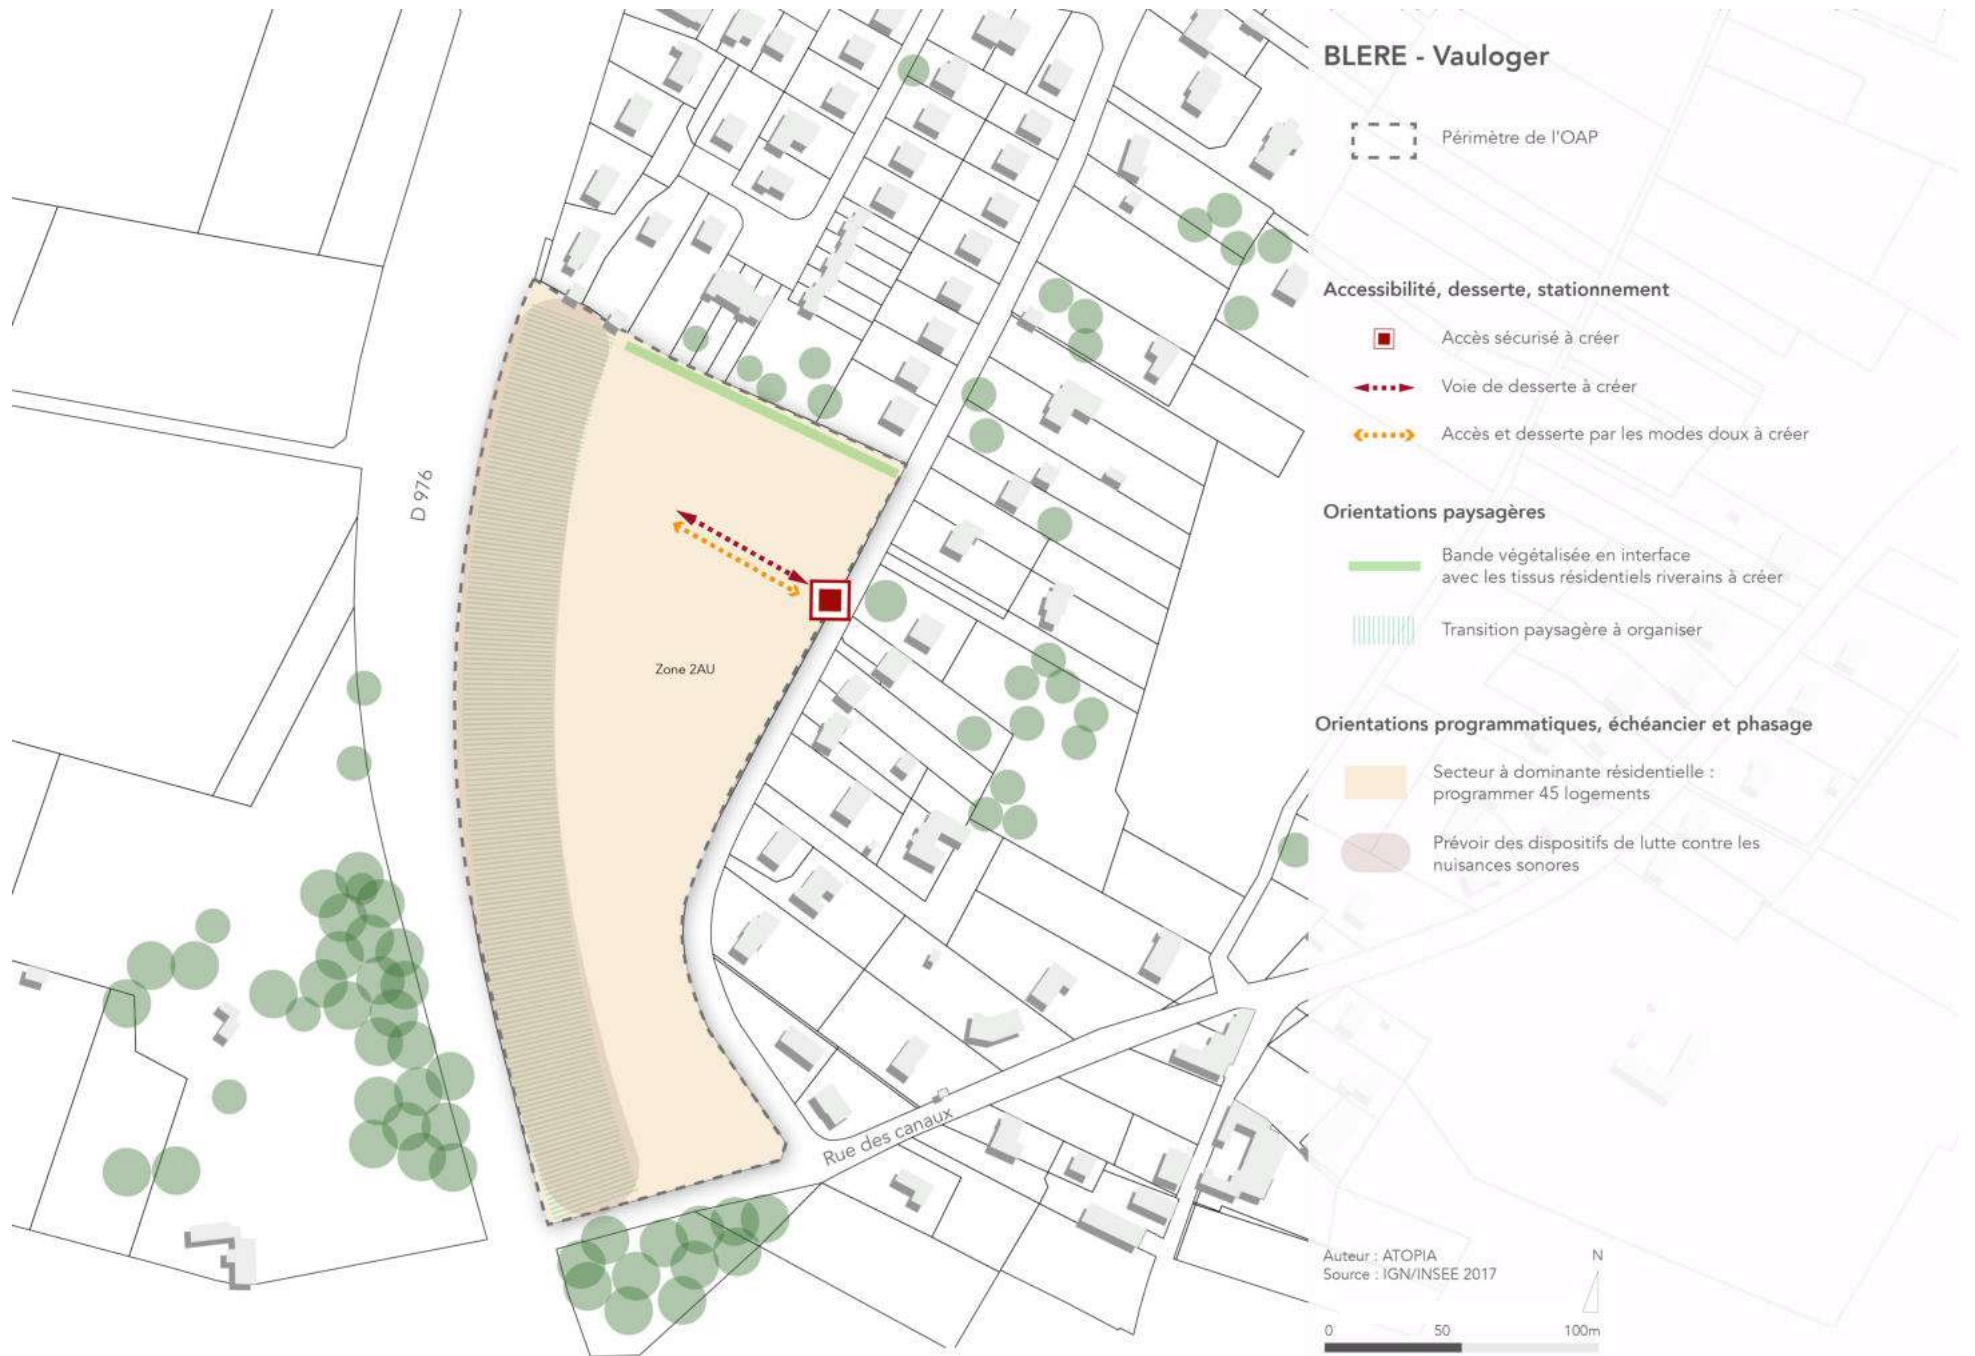 BLERE - Vauloger
Périmètre de l'OAP
Accessibilité, desserte, stationnement
Accès sécurisé à créer
Voie de desserte à créer
Accès et desserte par les modes doux à créer
Orientations paysagères
Bande végétalisée en interface
avec les tissus résidentiels riverains à créer
Transition paysagère à organiser
Orientations programmatiques, échéancier et phasage
Secteur à dominante résidentielle :
programmer 45 logements
Prévoir des dispositifs de lutte contre les
nuisances sonores
D 976
Zone 2AU
Rue des canaux
Auteur : ATOPIA
Source : IGN/INSEE 2017
N
0 50 100m